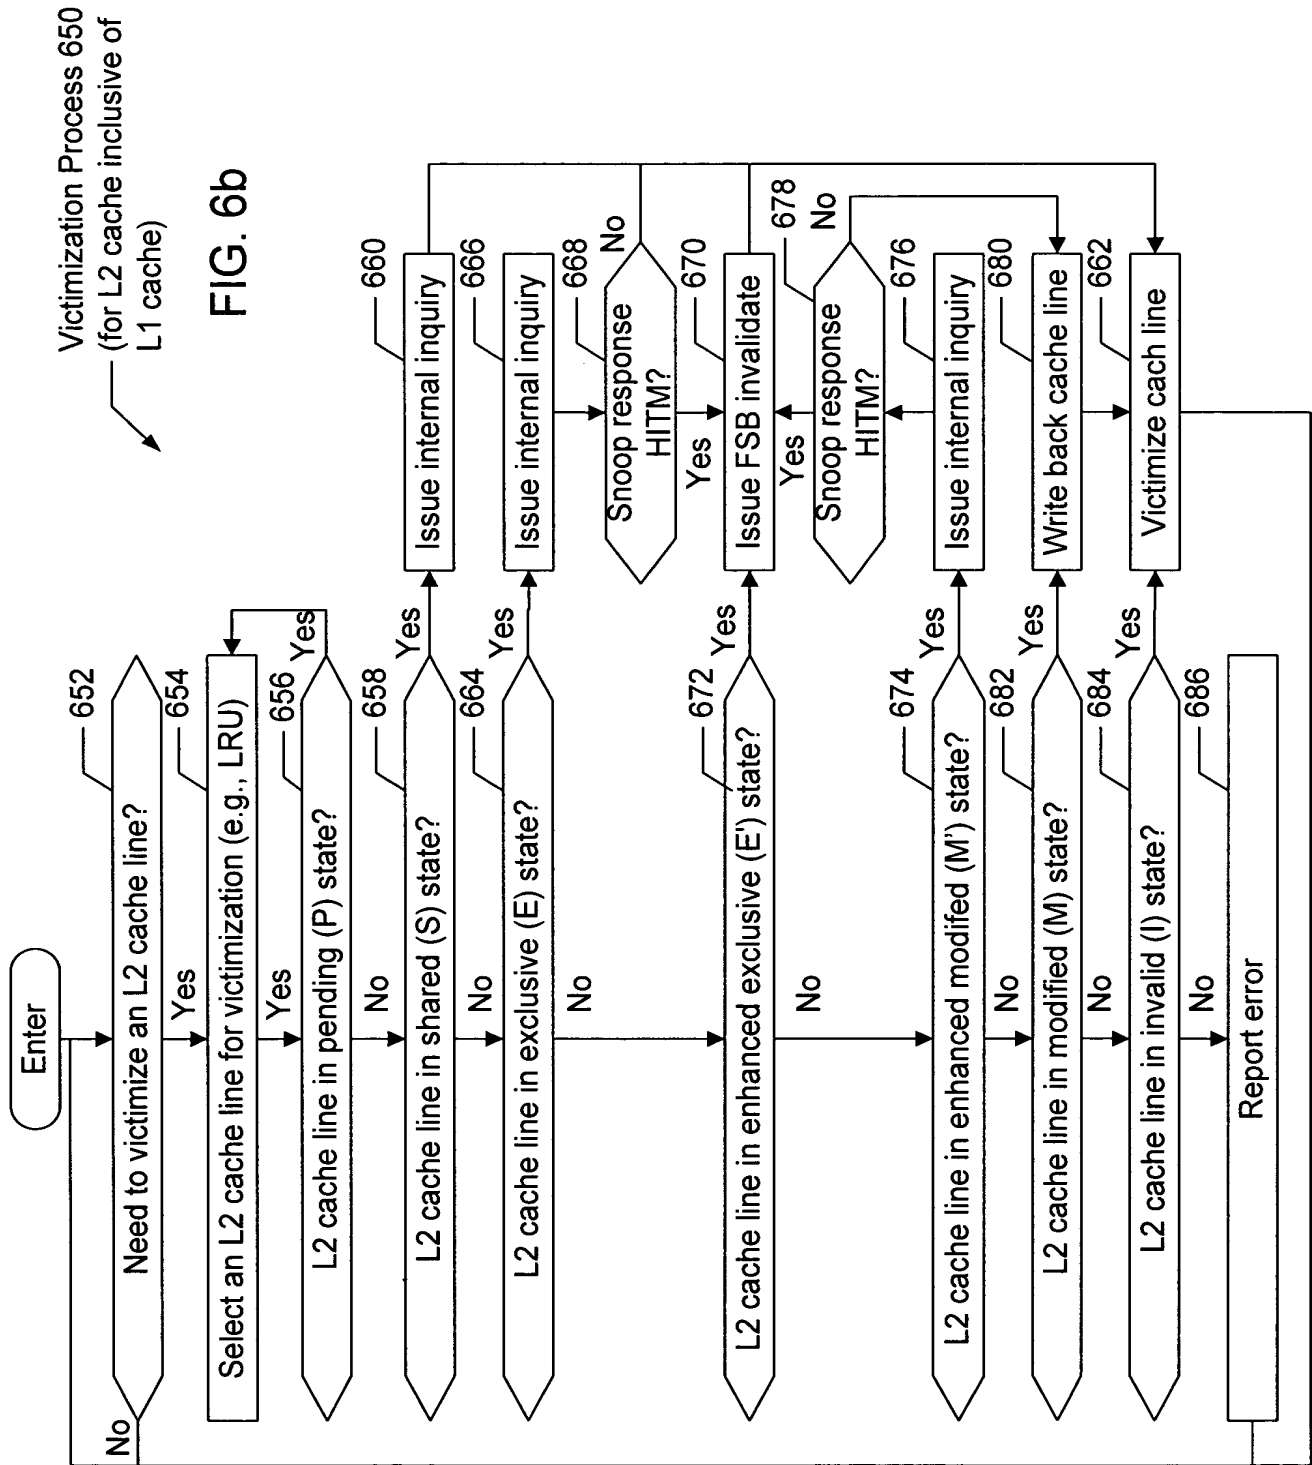 Victimization Process 650
(for L2 cache inclusive of
L1 cache)
FIG. 6b
Enter
652
Need to victimize an L2 cache line?
No
Yes
654
Select an L2 cache line for victimization (e.g., LRU)
Yes
656
L2 cache line in pending (P) state?
Yes
No
658
L2 cache line in shared (S) state?
Yes
No
660
Issue internal inquiry
664
L2 cache line in exclusive (E) state?
Yes
No
666
Issue internal inquiry
668
Snoop response
HITM?
No
Yes
670
Issue FSB invalidate
672
L2 cache line in enhanced exclusive (E') state?
Yes
No
678
Snoop response
HITM?
No
Yes
674
L2 cache line in enhanced modifed (M') state?
Yes
No
676
Issue internal inquiry
682
L2 cache line in modified (M) state?
Yes
No
680
Write back cache line
684
L2 cache line in invalid (I) state?
Yes
No
662
Victimize cach line
686
Report error